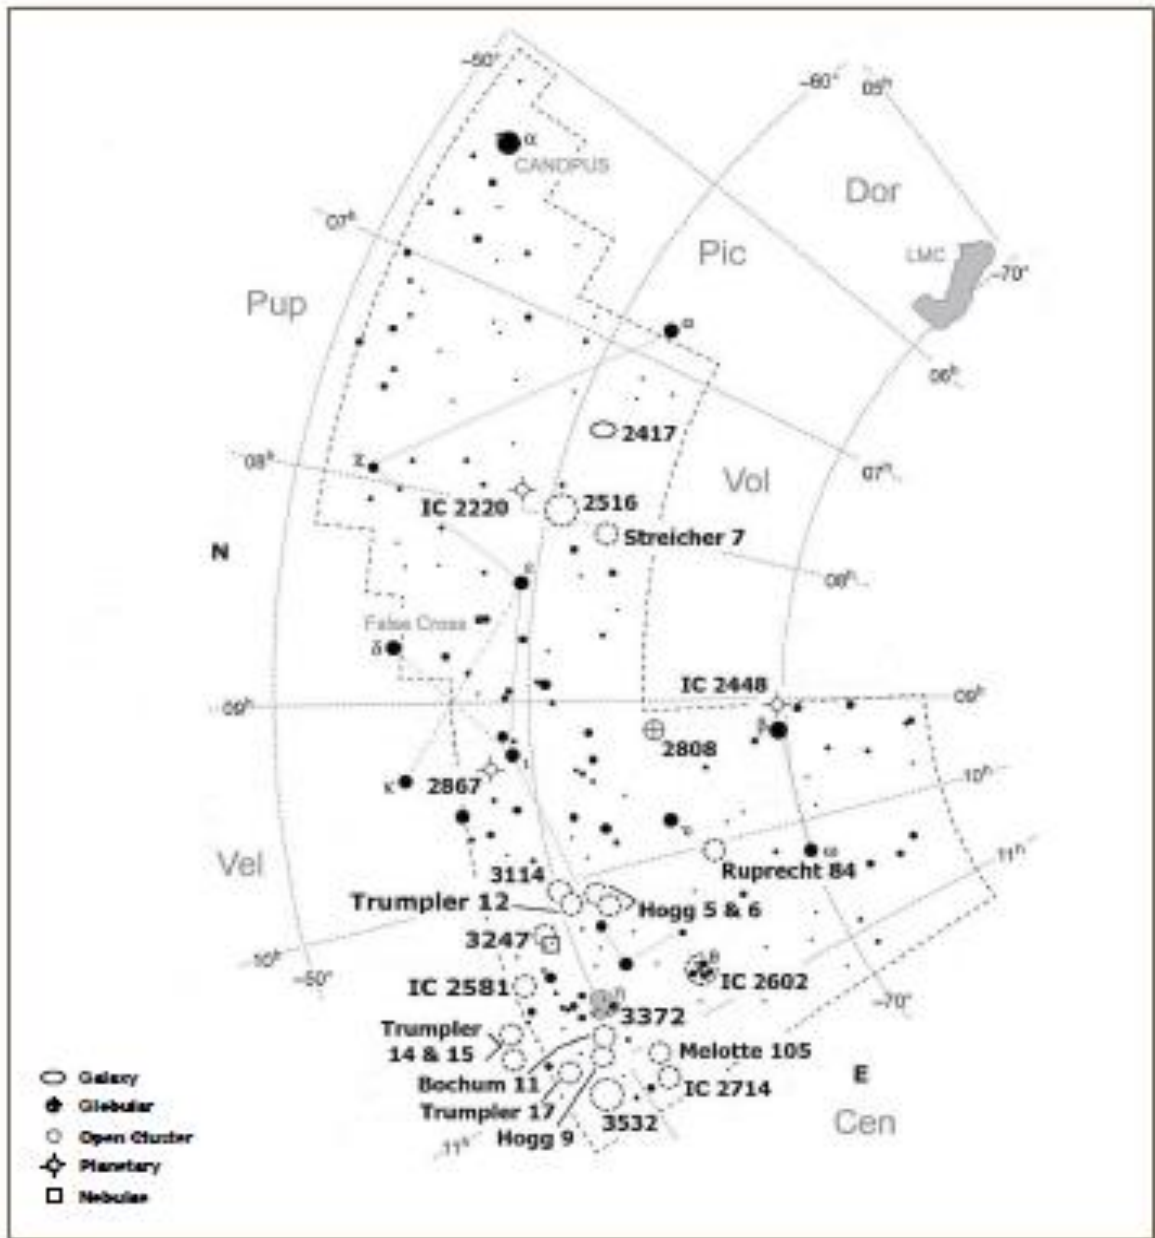 -50°
-60°
05ʰ
α
CANOPUS
Dor
07ʰ
Pic
LMC
-70°
Pup
α
06ʰ
2417
08ʰ
χ
07ʰ
Vol
IC 2220
2516
Streicher 7
N
08ʰ
ε
False Cross
δ
IC 2448
09ʰ
09ʰ
β
2808
κ
2867
ι
10ʰ
υ
ω
Vel
11ʰ
Ruprecht 84
3114
Trumpler 12
Hogg 5 & 6
3247
10ʰ
-50°
θ
IC 2602
IC 2581
η
-70°
3372
Trumpler
14 & 15
Melotte 105
E
Bochum 11
IC 2714
Trumpler 17
3532
Cen
Hogg 9
11ʰ
Galaxy
Globular
Open Cluster
Planetary
Nebulae